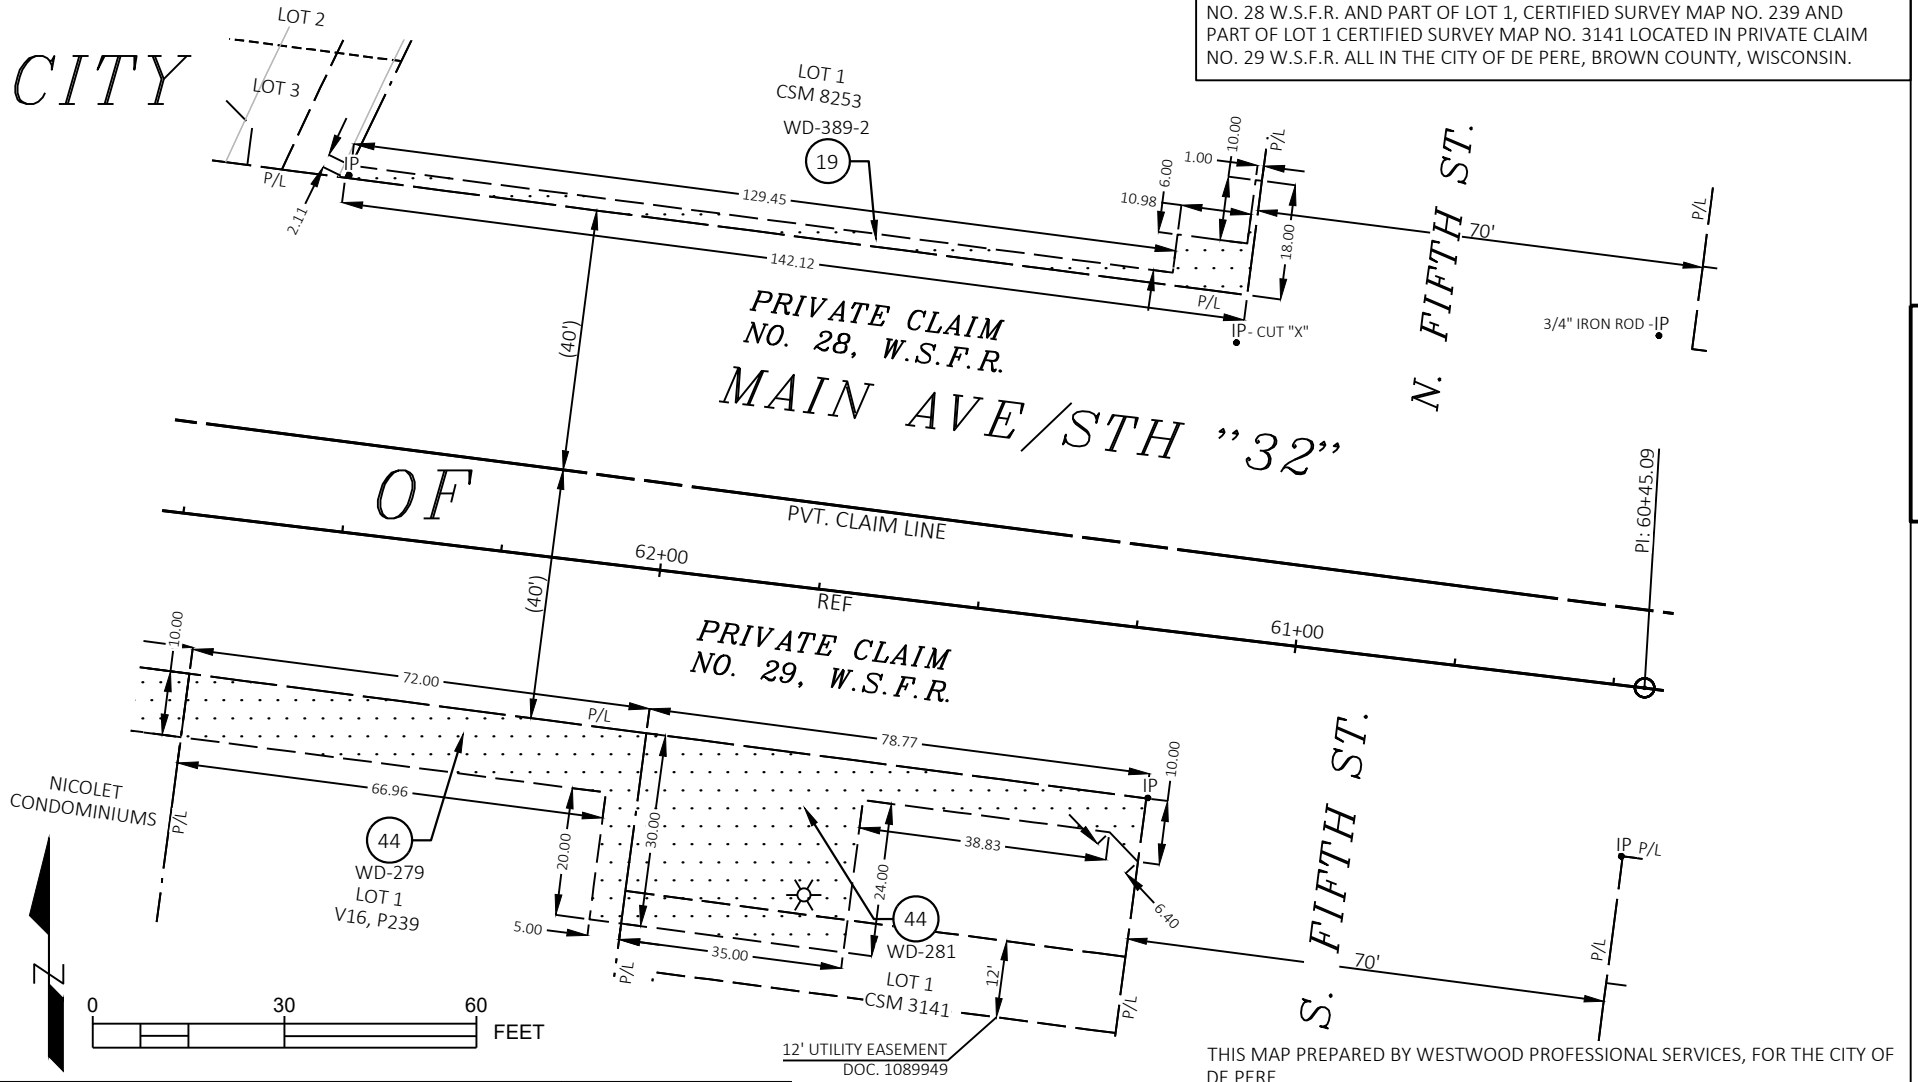 NO. 28 W.S.F.R. AND PART OF LOT 1, CERTIFIED SURVEY MAP NO. 239 AND
PART OF LOT 1 CERTIFIED SURVEY MAP NO. 3141 LOCATED IN PRIVATE CLAIM
NO. 29 W.S.F.R. ALL IN THE CITY OF DE PERE, BROWN COUNTY, WISCONSIN.
LOT 2
CITY
LOT 3
LOT 1
CSM 8253
WD-389-2
19
IP
P/L
2.11
129.45
142.12
10.98
6.00
1.00
10.00
P/L
18.00
P/L
70'
P/L
N. FIFTH ST.
IP - CUT "X"
3/4" IRON ROD -IP
(40')
PRIVATE CLAIM
NO. 28, W.S.F.R.
MAIN AVE/STH "32"
OF
PVT. CLAIM LINE
PI: 60+45.09
62+00
REF
61+00
(40')
PRIVATE CLAIM
NO. 29, W.S.F.R.
10.00
72.00
P/L
78.77
IP
10.00
66.96
NICOLET
CONDOMINIUMS
P/L
44
WD-279
LOT 1
V16, P239
20.00
30.00
38.83
24.00
5.00
35.00
6.40
44
WD-281
LOT 1
CSM 3141
P/L
12'
P/L
70'
S. FIFTH ST.
IP P/L
P/L
N
0 30 60
FEET
12' UTILITY EASEMENT
DOC. 1089949
THIS MAP PREPARED BY WESTWOOD PROFESSIONAL SERVICES, FOR THE CITY OF
DE PERE